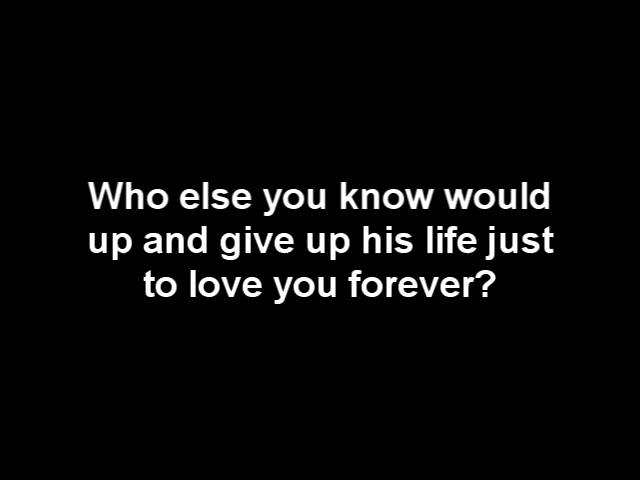 Who else you know would
up and give up his life just
to love you forever?